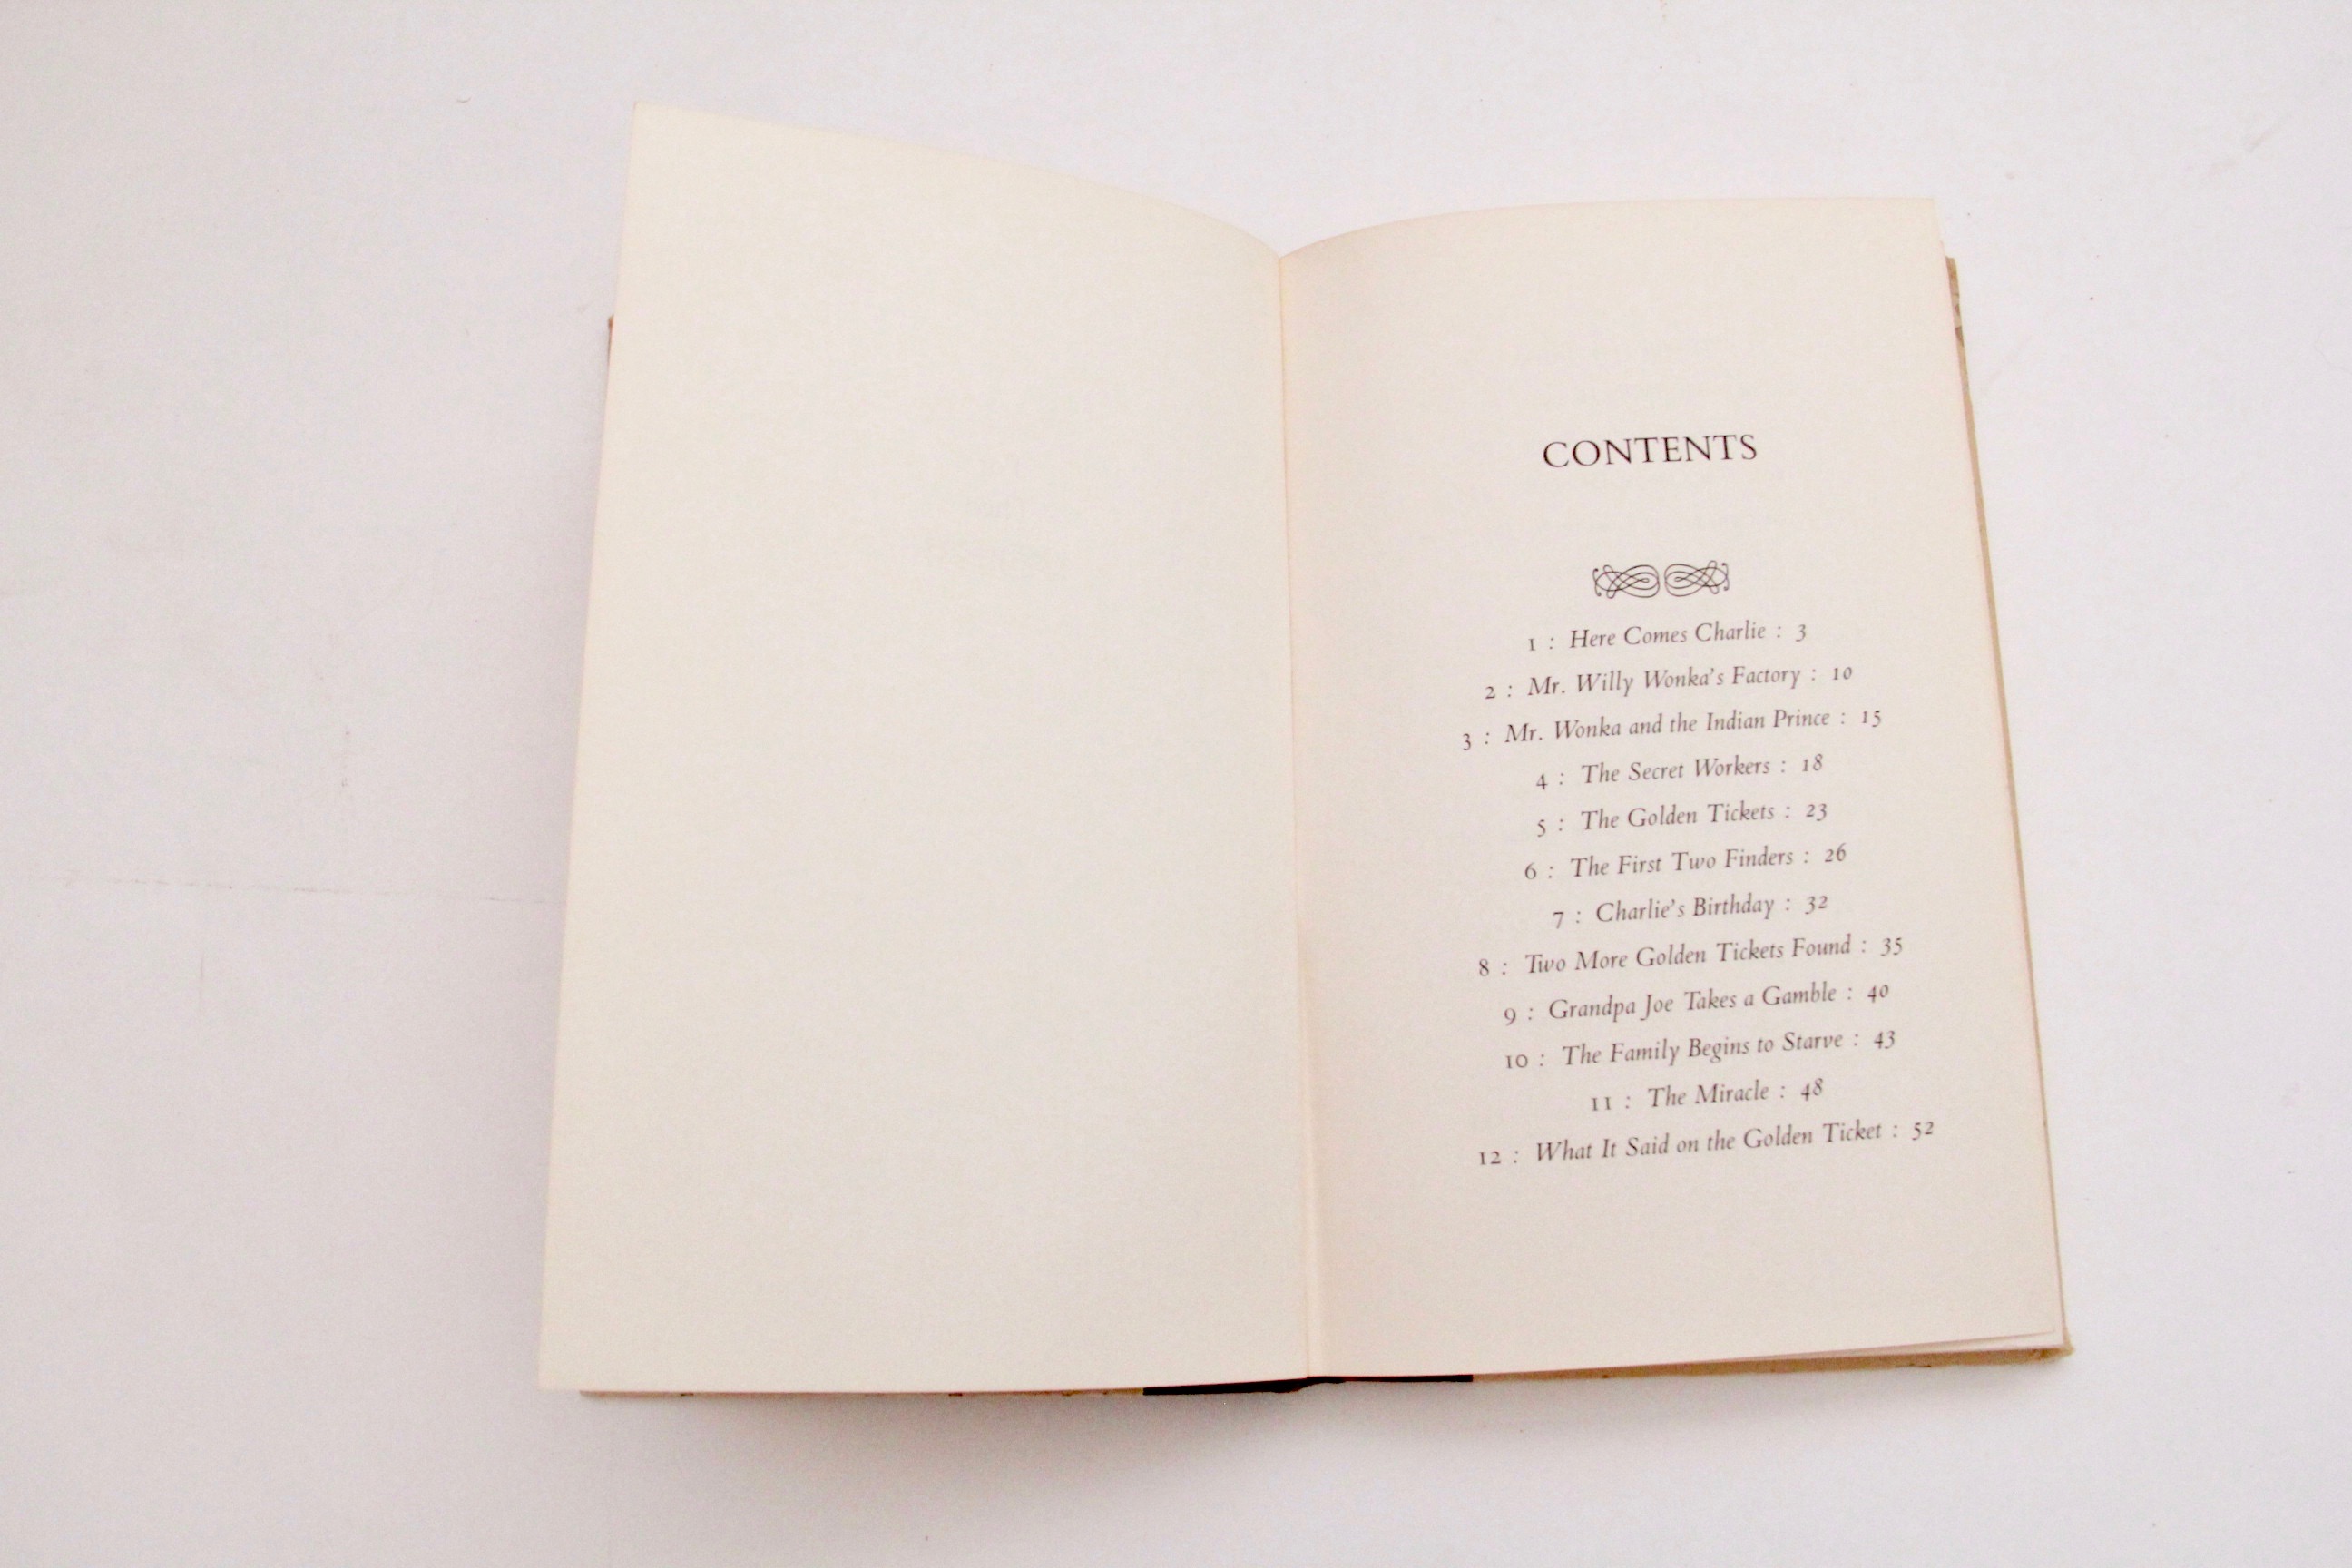 CONTENTS
1 : Here Comes Charlie : 3
2 : Mr. Willy Wonka's Factory : 10
3 : Mr. Wonka and the Indian Prince : 15
4 : The Secret Workers : 18
5 : The Golden Tickets : 23
6 : The First Two Finders : 26
7 : Charlie's Birthday : 32
8 : Two More Golden Tickets Found : 35
9 : Grandpa Joe Takes a Gamble : 40
10 : The Family Begins to Starve : 43
11 : The Miracle : 48
12 : What It Said on the Golden Ticket : 52